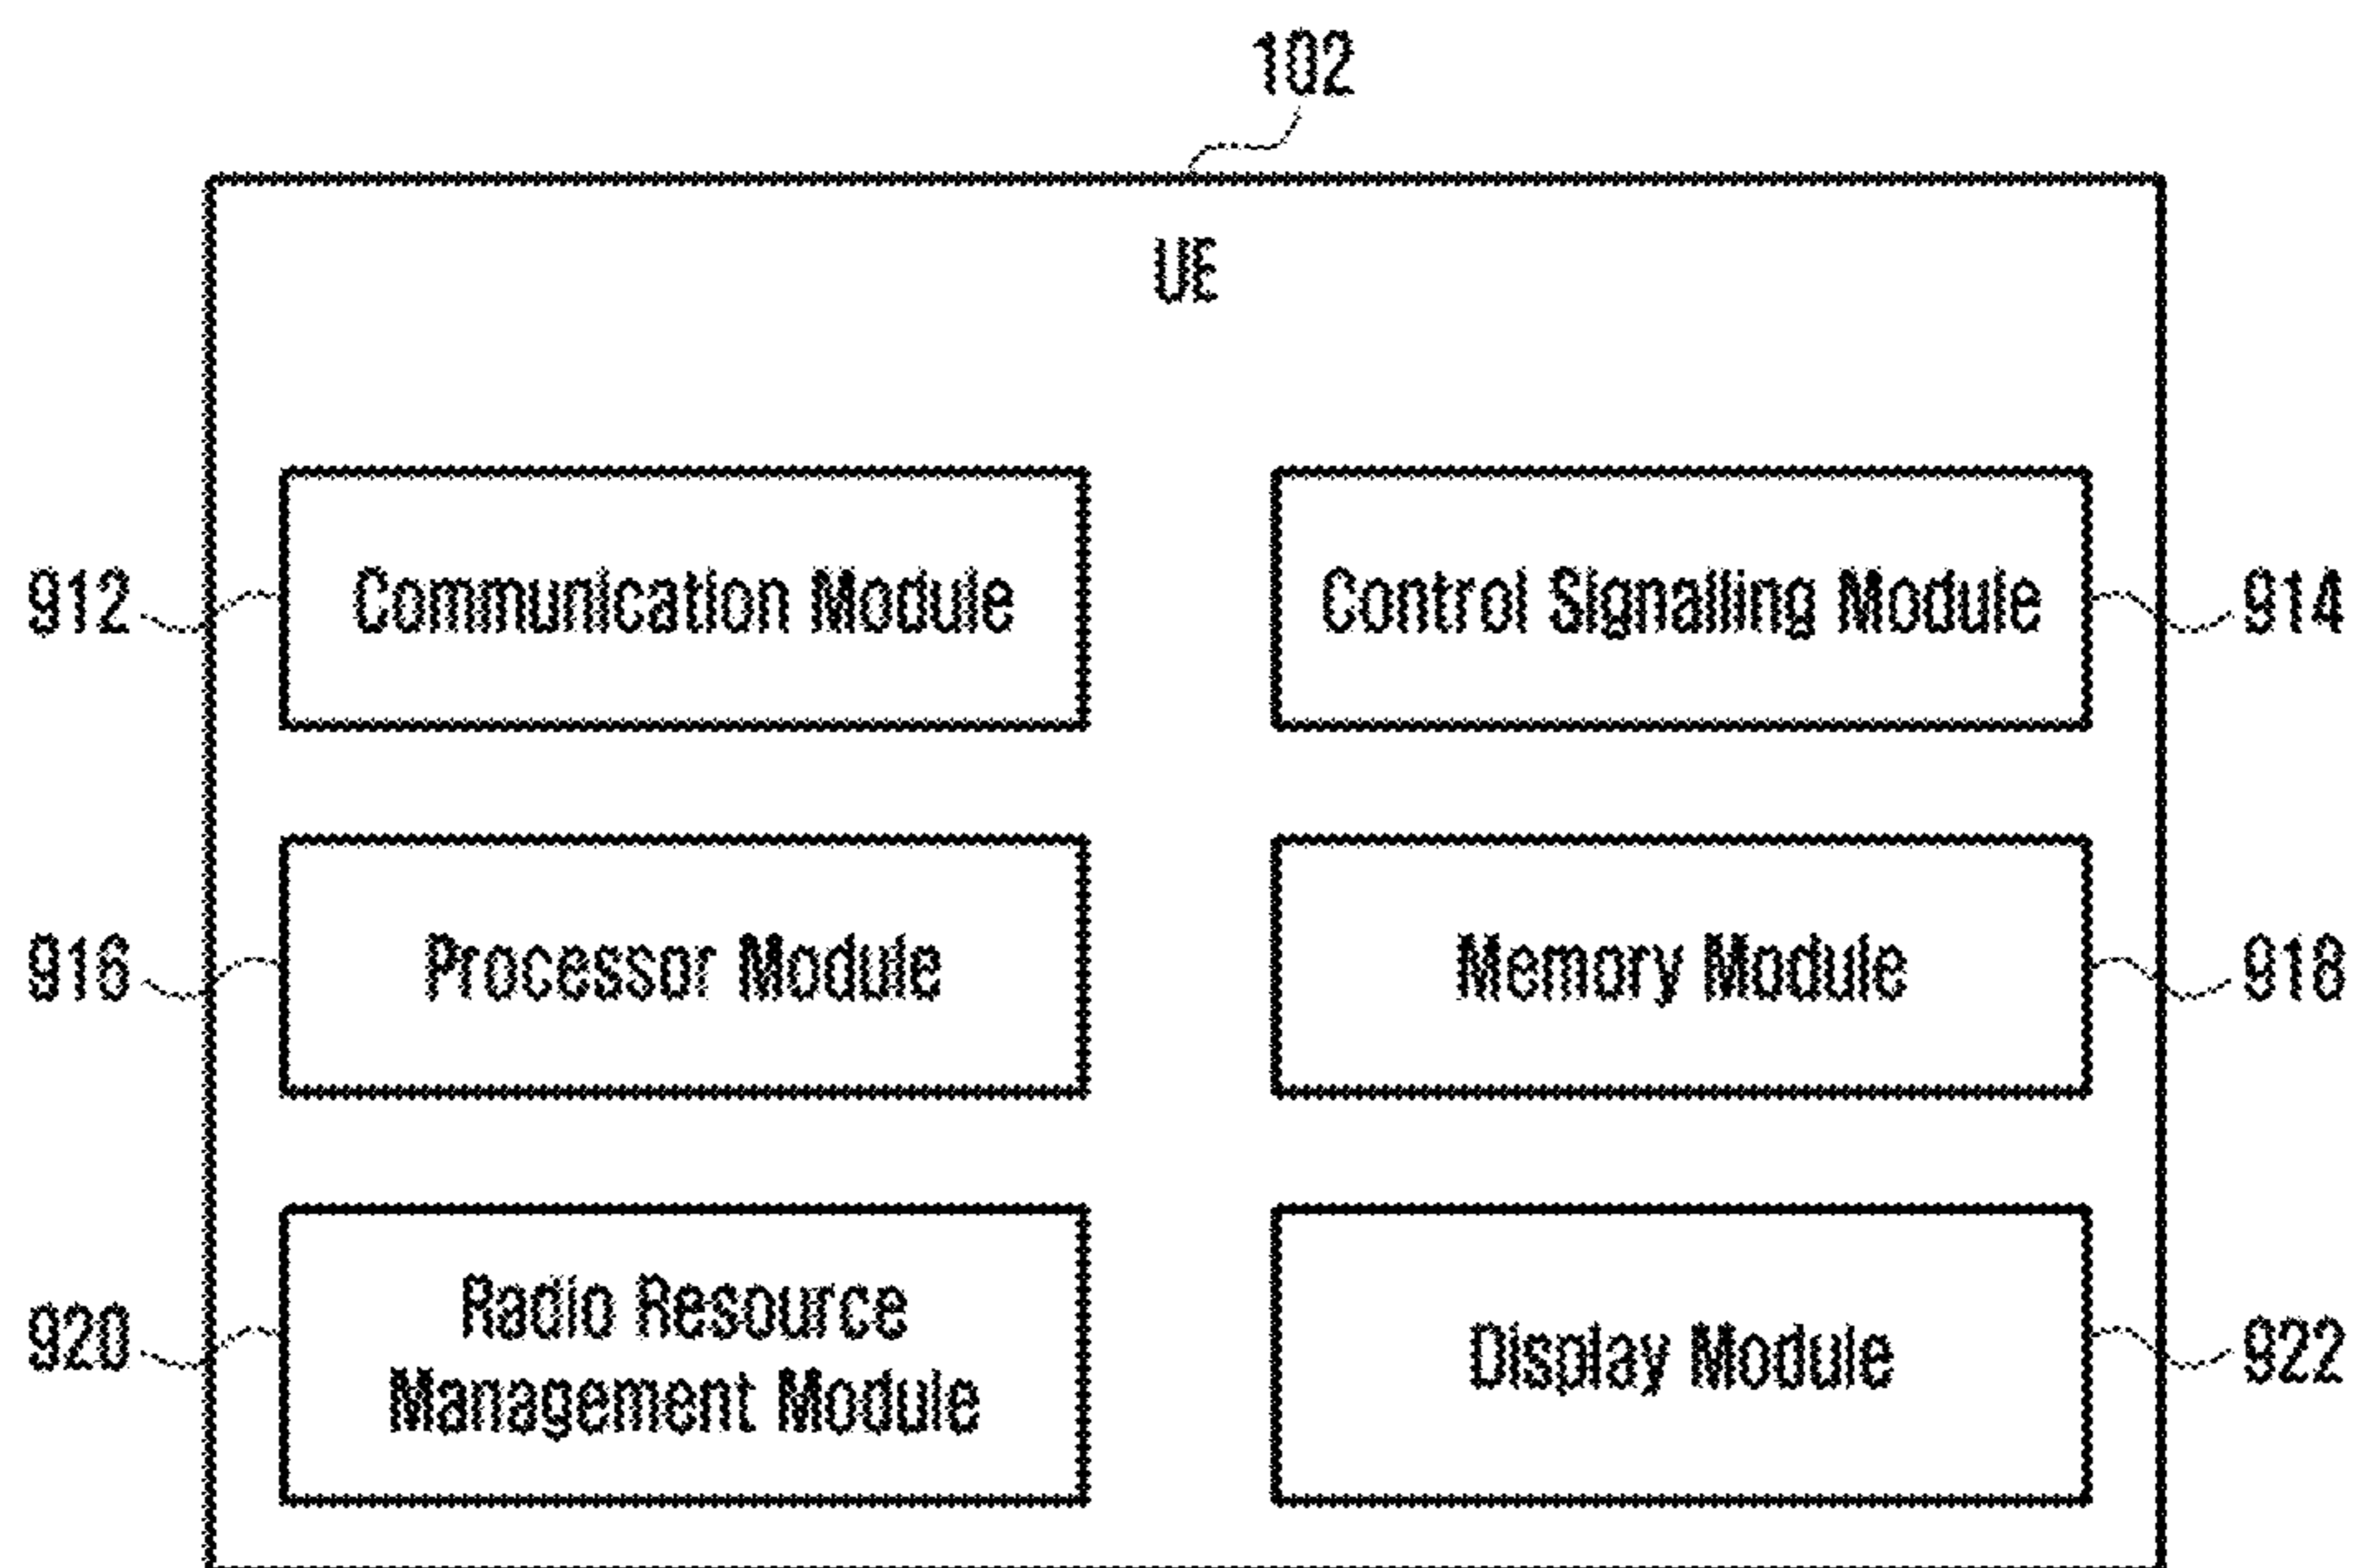 102
UE
912 Communication Module Control Signalling Module 914
916 Processor Module Memory Module 918
920 Radio Resource
Management Module Display Module 922